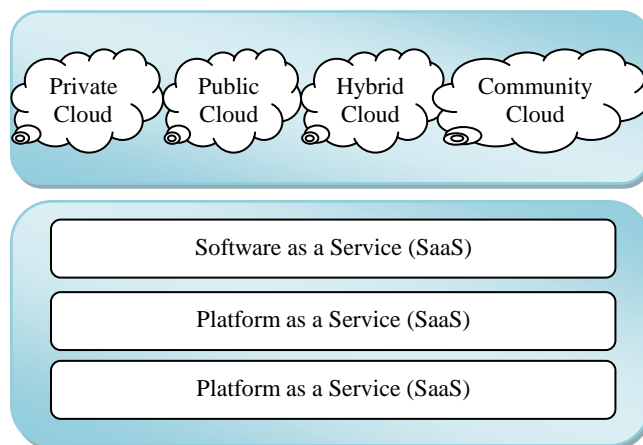 Private
Cloud
Public
Cloud
Hybrid
Cloud
Community
Cloud
Software as a Service (SaaS)
Platform as a Service (SaaS)
Platform as a Service (SaaS)